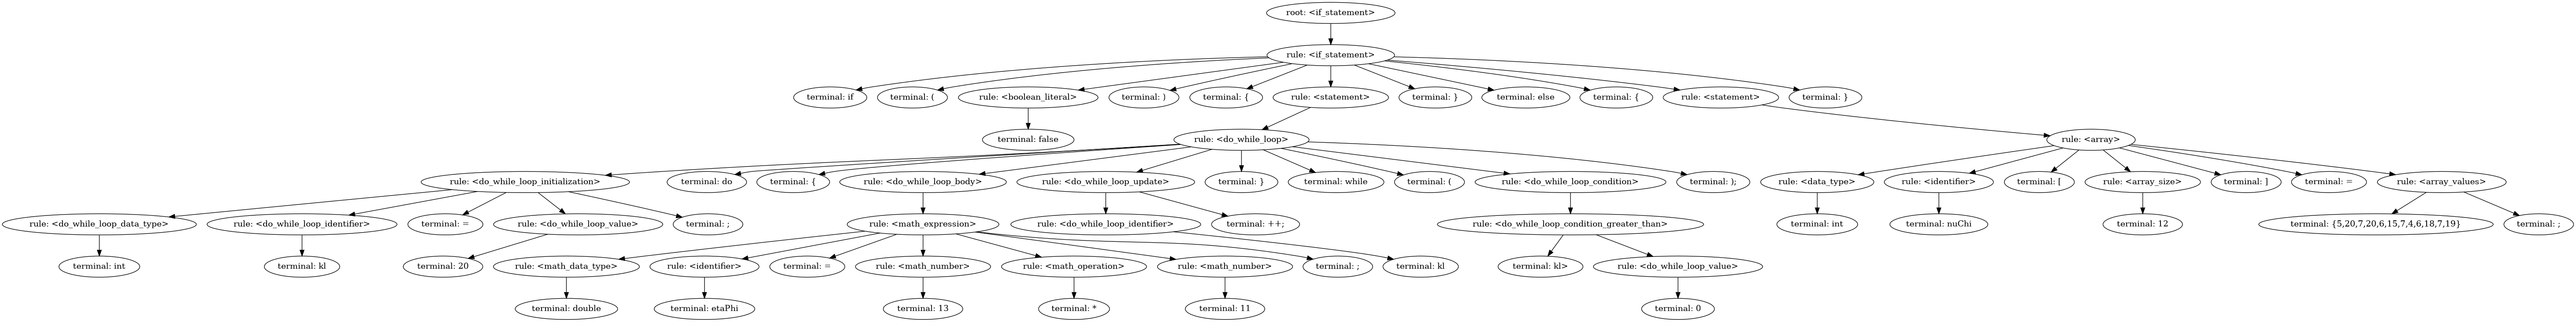 root: <if_statement>
rule: <if_statement>
terminal: if
terminal: (
rule: <boolean_literal>
terminal: )
terminal: {
rule: <statement>
terminal: }
terminal: else
terminal: {
rule: <statement>
terminal: }
terminal: false
rule: <do_while_loop>
rule: <array>
rule: <do_while_loop_initialization>
terminal: do
terminal: {
rule: <do_while_loop_body>
rule: <do_while_loop_update>
terminal: }
terminal: while
terminal: (
rule: <do_while_loop_condition>
terminal: );
rule: <data_type>
rule: <identifier>
terminal: [
rule: <array_size>
terminal: ]
terminal: =
rule: <array_values>
rule: <do_while_loop_data_type>
rule: <do_while_loop_identifier>
terminal: =
rule: <do_while_loop_value>
terminal: ;
rule: <math_expression>
rule: <do_while_loop_identifier>
terminal: ++;
rule: <do_while_loop_condition_greater_than>
terminal: int
terminal: nuChi
terminal: 12
terminal: {5,20,7,20,6,15,7,4,6,18,7,19}
terminal: ;
terminal: int
terminal: kl
terminal: 20
rule: <math_data_type>
rule: <identifier>
terminal: =
rule: <math_number>
rule: <math_operation>
rule: <math_number>
terminal: ;
terminal: kl
terminal: kl>
rule: <do_while_loop_value>
terminal: double
terminal: etaPhi
terminal: 13
terminal: *
terminal: 11
terminal: 0